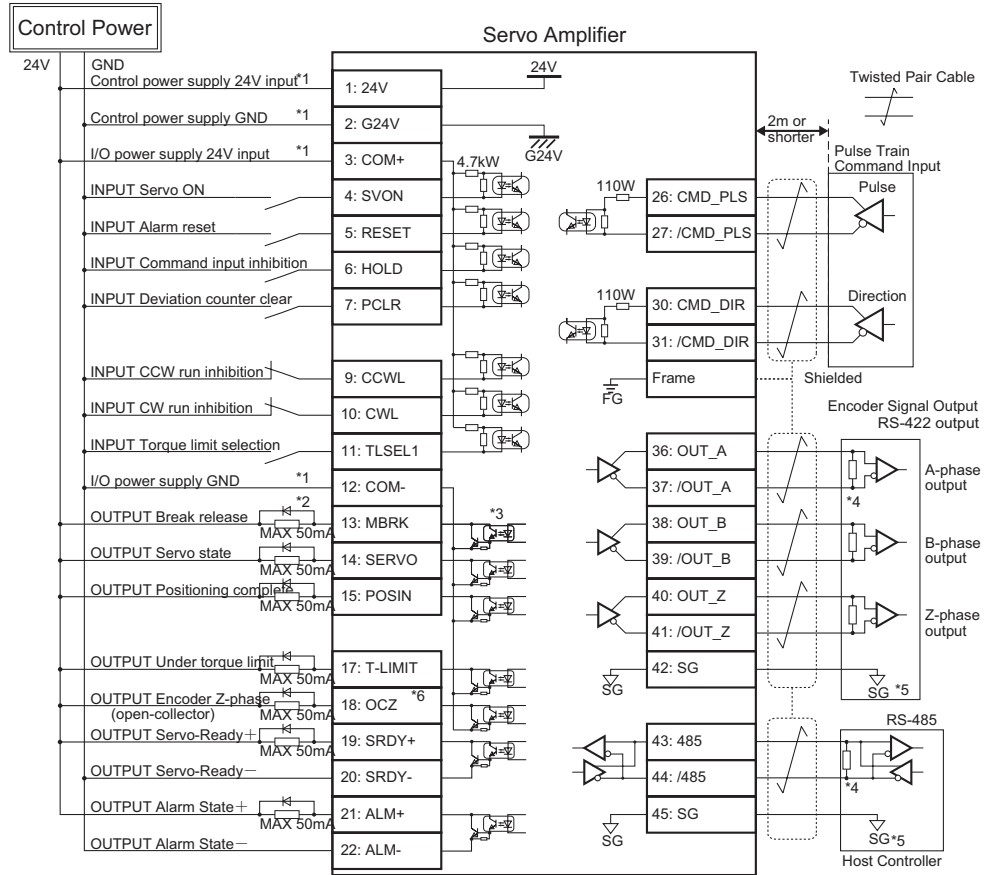 Control Power
24V
GND
Servo Amplifier
Control power supply 24V input *1
1: 24V
24V
Control power supply GND *1
2: G24V
G24V
I/O power supply 24V input *1
3: COM+
4.7kW
INPUT Servo ON
4: SVON
INPUT Alarm reset
5: RESET
INPUT Command input inhibition
6: HOLD
INPUT Deviation counter clear
7: PCLR
INPUT CCW run inhibition
9: CCWL
INPUT CW run inhibition
10: CWL
INPUT Torque limit selection
11: TLSEL1
I/O power supply GND *1
12: COM-
OUTPUT Break release
*2
MAX 50mA
13: MBRK
*3
OUTPUT Servo state
MAX 50mA
14: SERVO
OUTPUT Positioning complete
MAX 50mA
15: POSIN
OUTPUT Under torque limit
MAX 50mA
17: T-LIMIT
OUTPUT Encoder Z-phase
(open-collector)
MAX 50mA
18: OCZ *6
OUTPUT Servo-Ready+
MAX 50mA
19: SRDY+
OUTPUT Servo-Ready−
20: SRDY-
OUTPUT Alarm State+
MAX 50mA
21: ALM+
OUTPUT Alarm State−
22: ALM-
Twisted Pair Cable
2m or
shorter
Pulse Train
Command Input
110W
26: CMD_PLS
27: /CMD_PLS
Pulse
110W
30: CMD_DIR
31: /CMD_DIR
Direction
Frame
FG
Shielded
Encoder Signal Output
RS-422 output
36: OUT_A
37: /OUT_A
*4
A-phase
output
38: OUT_B
39: /OUT_B
B-phase
output
40: OUT_Z
41: /OUT_Z
Z-phase
output
42: SG
SG
SG *5
RS-485
43: 485
44: /485
*4
45: SG
SG
SG*5
Host Controller